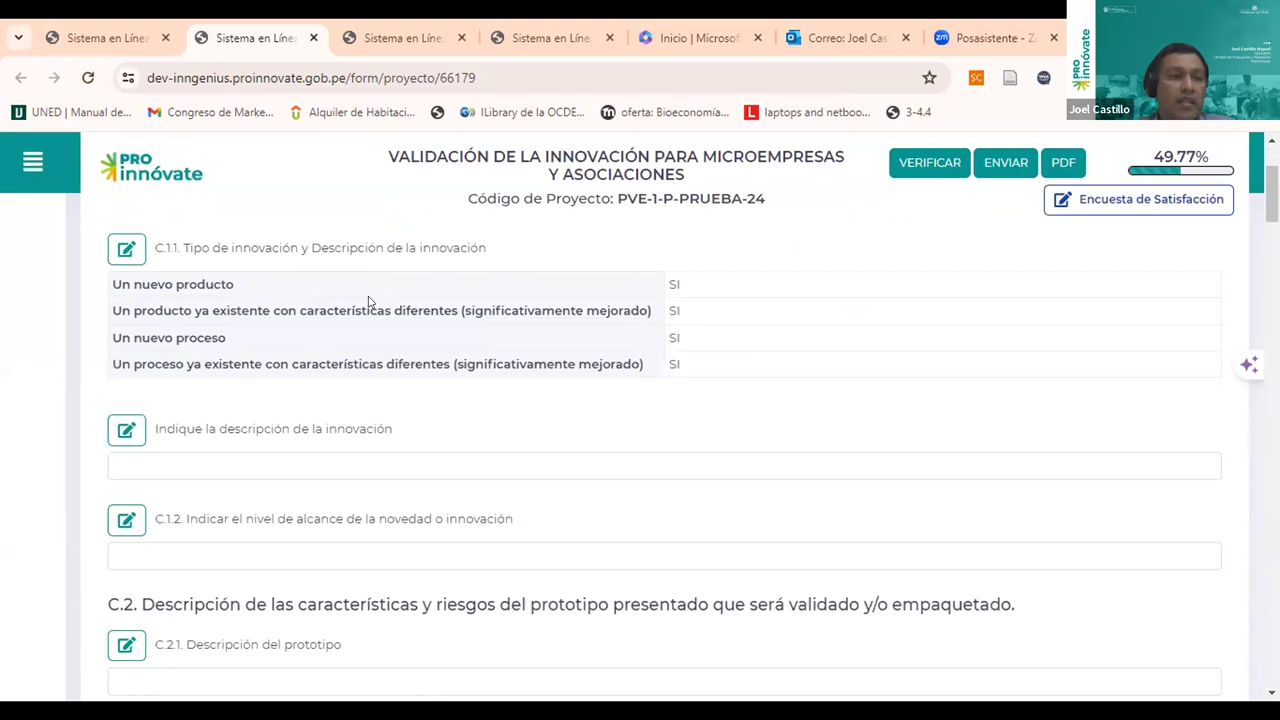 Sistema en Líne
Sistema en Líne
Sistema en Líne
Sistema en Líne
Inicio | Microsof
Correo: Joel Cas
Posasistente - Z
dev-inngenius.proinnovate.gob.pe/form/proyecto/66179
UNED | Manual de...
Congreso de Marke...
Alquiler de Habitaci...
ILibrary de la OCDE...
oferta: Bioeconomía...
laptops and netboo...
3-4.4
PRO innóvate
Joel Castillo
PRO innóvate
VALIDACIÓN DE LA INNOVACIÓN PARA MICROEMPRESAS
Y ASOCIACIONES
Código de Proyecto: PVE-1-P-PRUEBA-24
VERIFICAR
ENVIAR
PDF
49.77%
Encuesta de Satisfacción
C.1.1. Tipo de innovación y Descripción de la innovación
Un nuevo producto SI
Un producto ya existente con características diferentes (significativamente mejorado) SI
Un nuevo proceso SI
Un proceso ya existente con características diferentes (significativamente mejorado) SI
Indique la descripción de la innovación
C.1.2. Indicar el nivel de alcance de la novedad o innovación
C.2. Descripción de las características y riesgos del prototipo presentado que será validado y/o empaquetado.
C.2.1. Descripción del prototipo